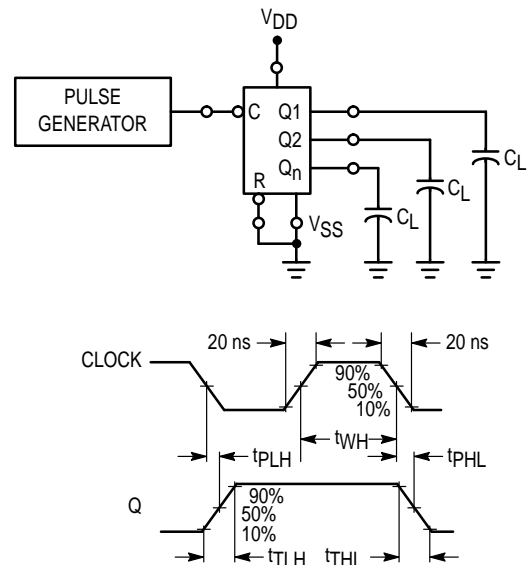 VDD
PULSE
GENERATOR
C
Q1
Q2
Qn
R
VSS
CL
CL
CL
20 ns
20 ns
CLOCK
90%
50%
10%
tWH
tPLH
tPHL
Q
90%
50%
10%
tTLH
tTHL